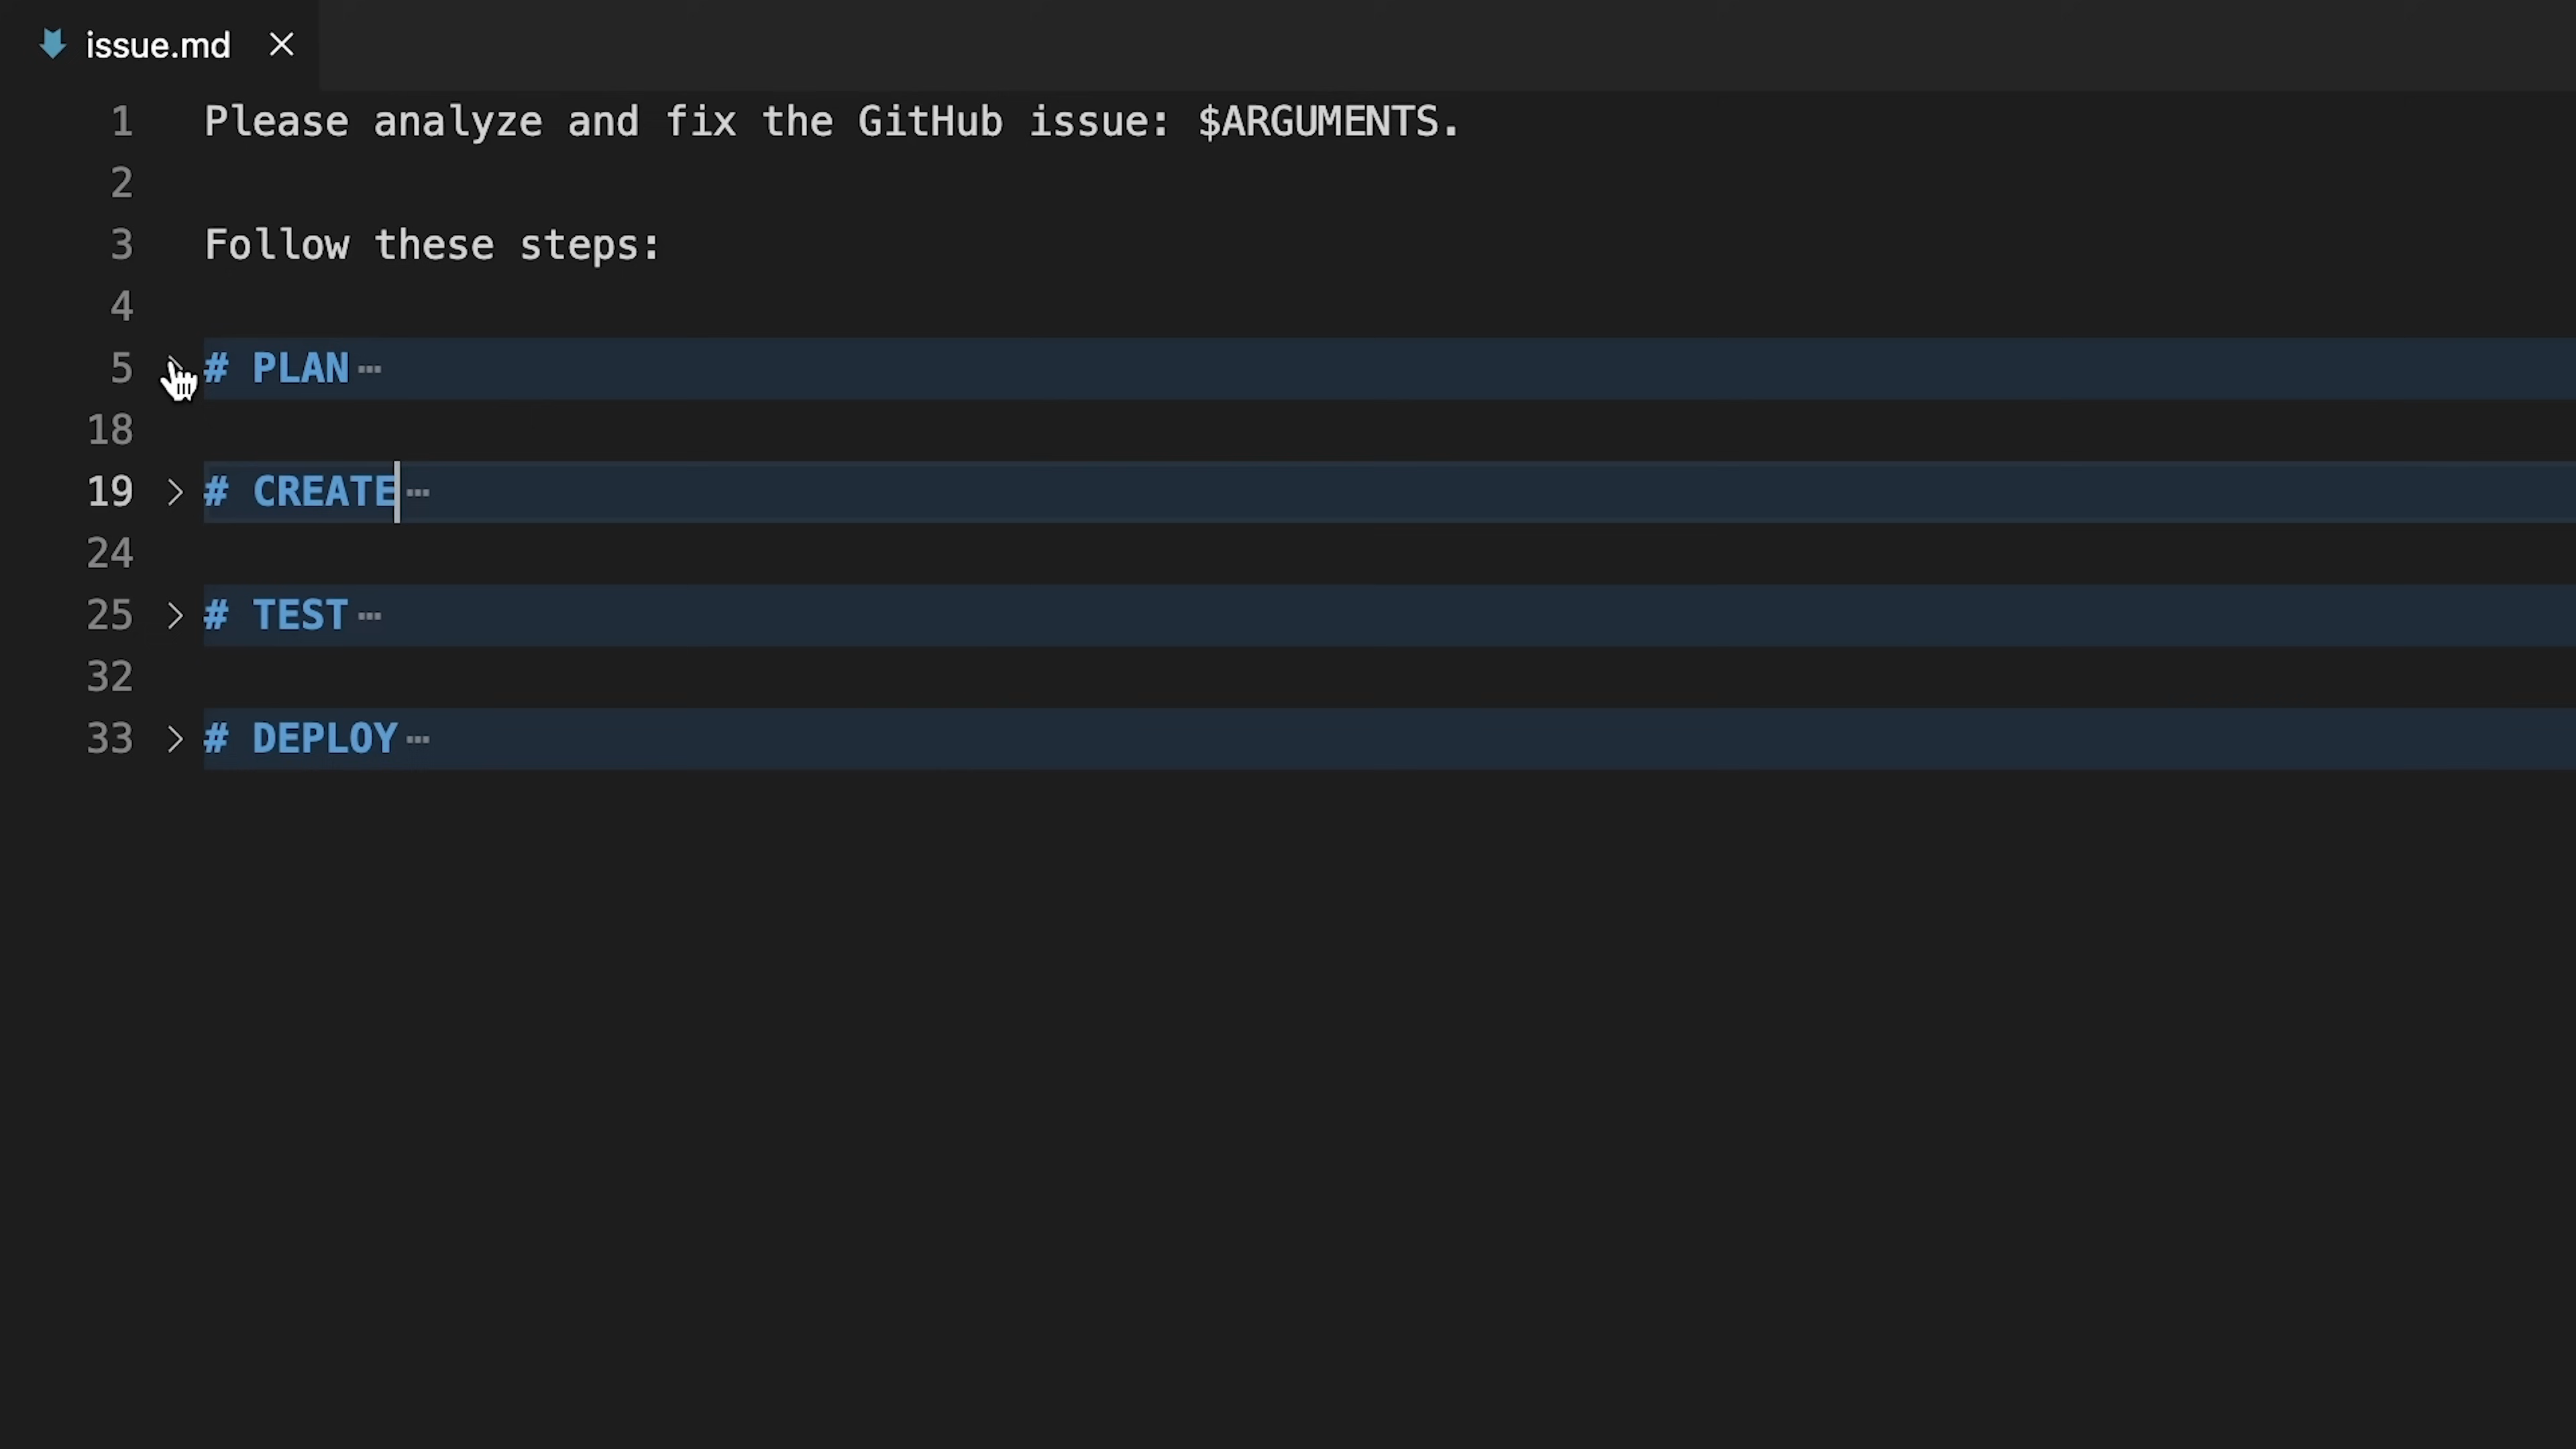 issue.md
1 Please analyze and fix the GitHub issue: $ARGUMENTS.
2
3 Follow these steps:
4
5 # PLAN ⋯
18
19 > # CREATE ⋯
24
25 > # TEST ⋯
32
33 > # DEPLOY ⋯